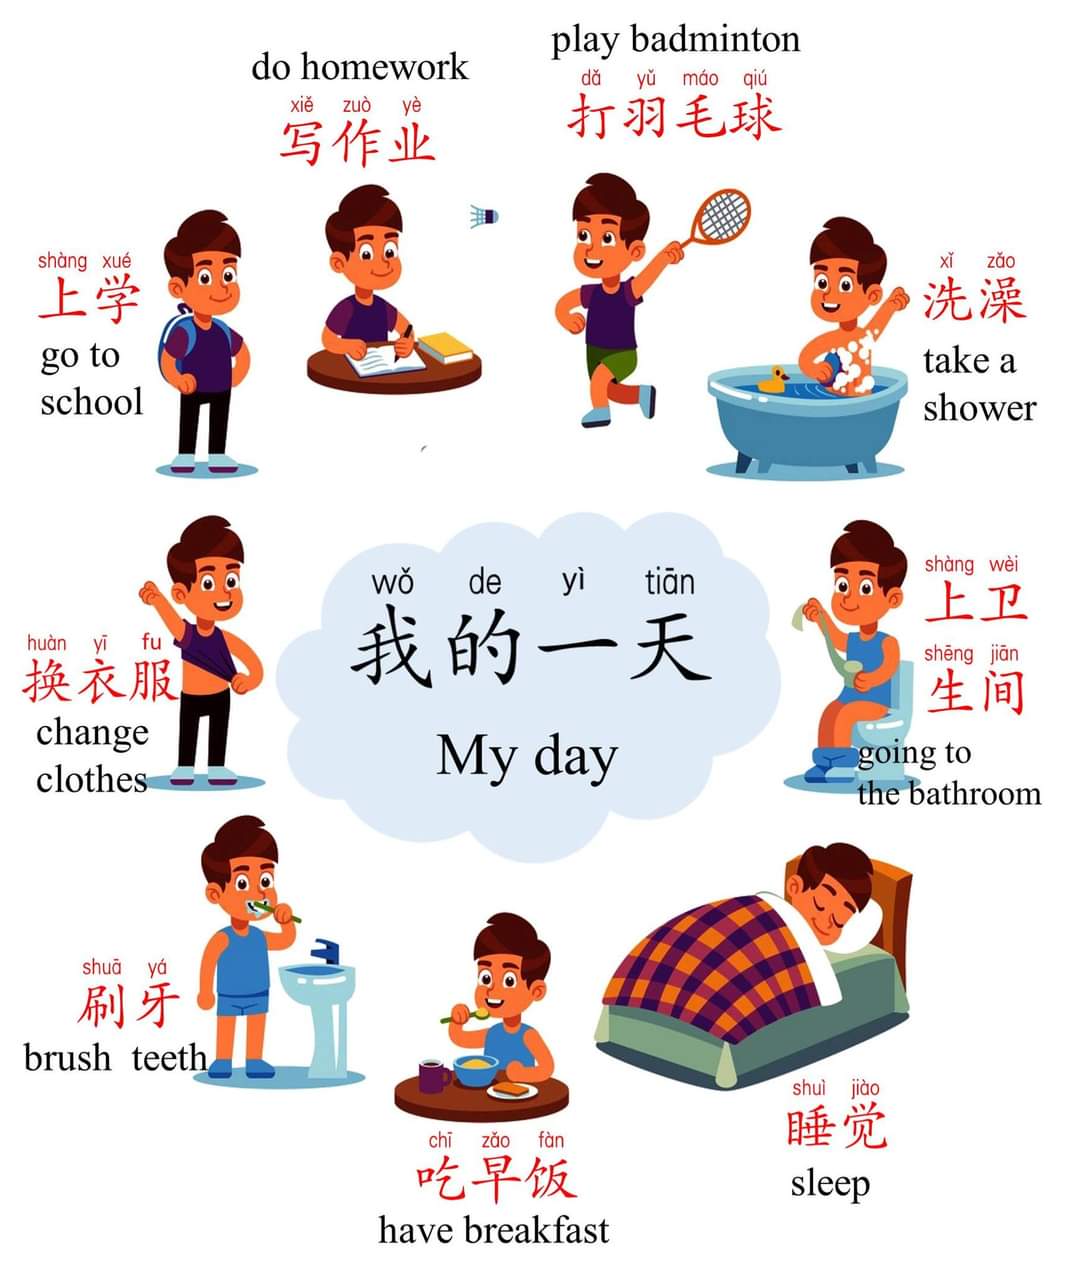 play badminton
dǎ yǔ máo qiú
打羽毛球
do homework
xiě zuò yè
写作业
shàng xué
上学
go to
school
xǐ zǎo
洗澡
take a
shower
wǒ de yì tiān
我的一天
My day
huàn yī fu
换衣服
change
clothes
shàng wèi
上卫
shēng jiān
生间
going to
the bathroom
shuā yá
刷牙
brush teeth
chī zǎo fàn
吃早饭
have breakfast
shuì jiào
睡觉
sleep